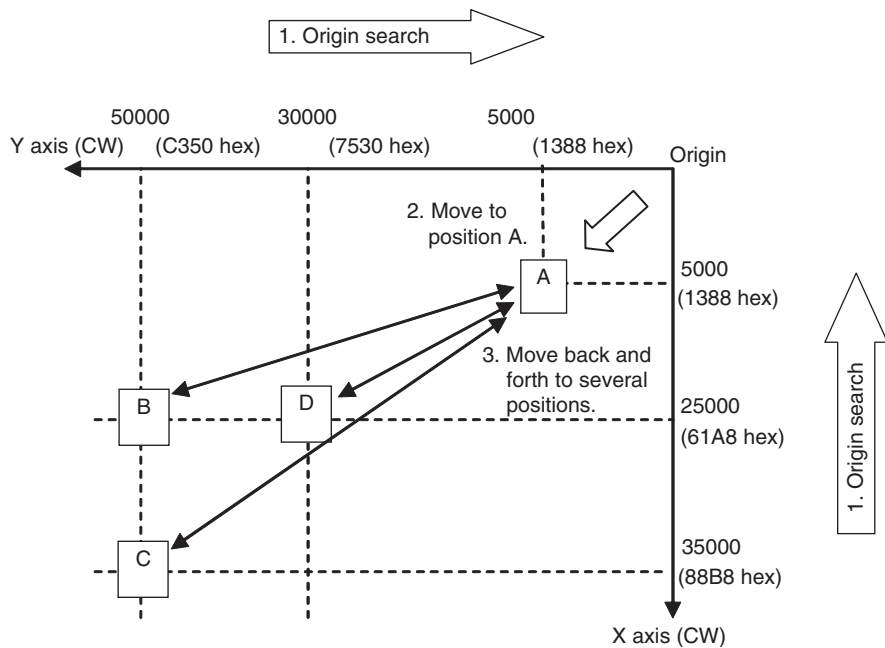 1. Origin search
50000
30000
5000
Y axis (CW)
(C350 hex)
(7530 hex)
(1388 hex)
Origin
2. Move to
position A.
A
5000
(1388 hex)
3. Move back and
forth to several
positions.
B
D
25000
(61A8 hex)
1. Origin search
C
35000
(88B8 hex)
X axis (CW)